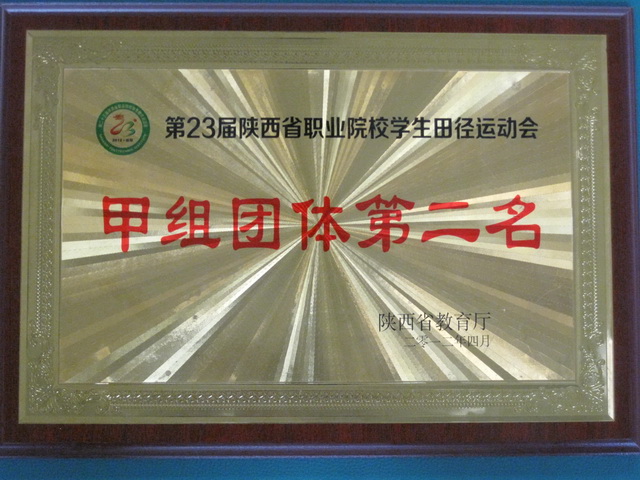 第23届陕西省职业院校学生田径运动会
甲组团体第二名
陕西省教育厅
二零一二年四月